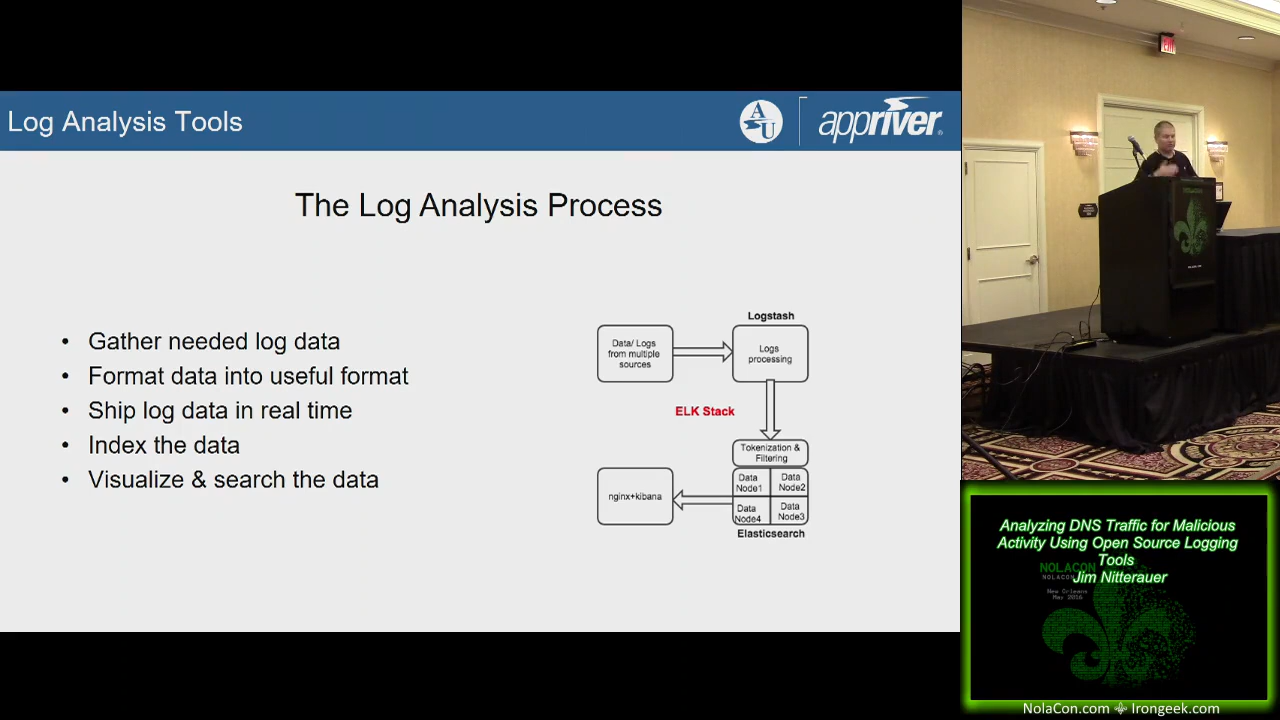 Log Analysis Tools
AU
appriver
The Log Analysis Process
• Gather needed log data
• Format data into useful format
• Ship log data in real time
• Index the data
• Visualize & search the data
Logstash
Data/ Logs
from multiple
sources
Logs
processing
ELK Stack
Tokenization &
Filtering
Data
Node1
Data
Node2
Data
Node4
Data
Node3
nginx+kibana
Elasticsearch
Analyzing DNS Traffic for Malicious
Activity Using Open Source Logging
Tools
Jim Nitterauer
NOLACON
New Orleans
May 2016
NolaCon.com Irongeek.com